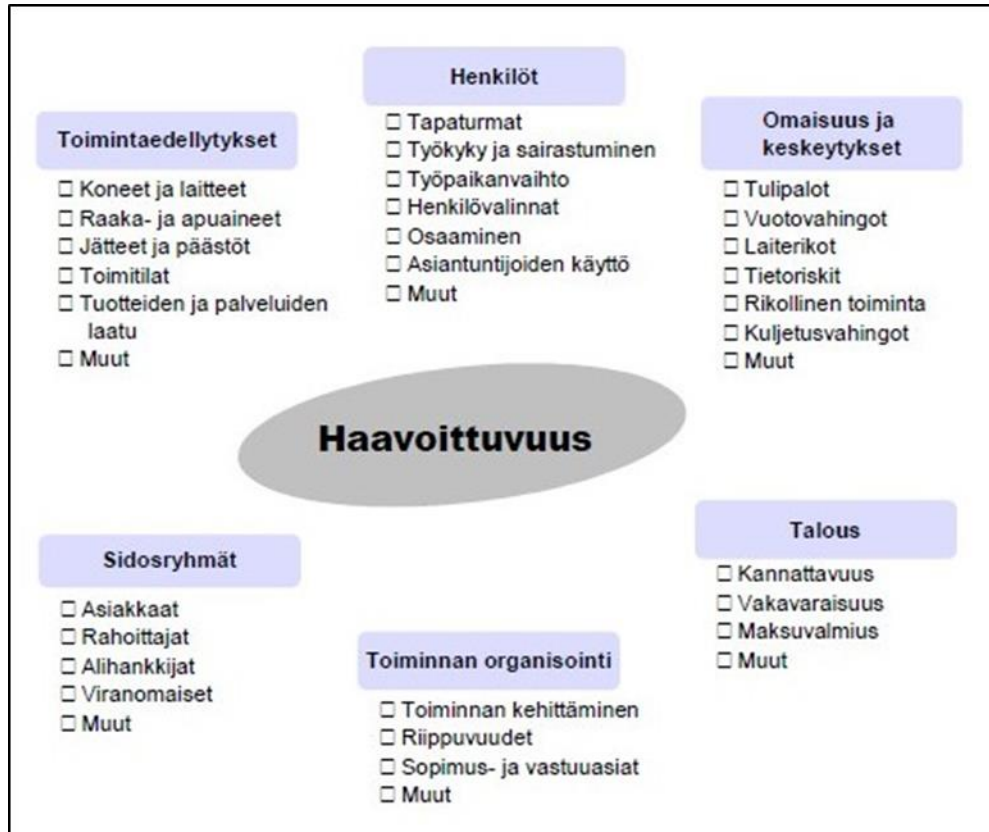 Toimintaedellytykset
☐ Koneet ja laitteet
☐ Raaka- ja apuaineet
☐ Jätteet ja päästöt
☐ Toimitilat
☐ Tuotteiden ja palveluiden
laatu
☐ Muut
Henkilöt
☐ Tapaturmat
☐ Työkyky ja sairastuminen
☐ Työpaikanvaihto
☐ Henkilövalinnat
☐ Osaaminen
☐ Asiantuntijoiden käyttö
☐ Muut
Omaisuus ja
keskeytykset
☐ Tulipalot
☐ Vuotovahingot
☐ Laiterikot
☐ Tietoriskit
☐ Rikollinen toiminta
☐ Kuljetusvahingot
☐ Muut
Haavoittuvuus
Sidosryhmät
☐ Asiakkaat
☐ Rahoittajat
☐ Alihankkijat
☐ Viranomaiset
☐ Muut
Toiminnan organisointi
☐ Toiminnan kehittäminen
☐ Riippuvuudet
☐ Sopimus- ja vastuuasiat
☐ Muut
Talous
☐ Kannattavuus
☐ Vakavaraisuus
☐ Maksuvalmius
☐ Muut